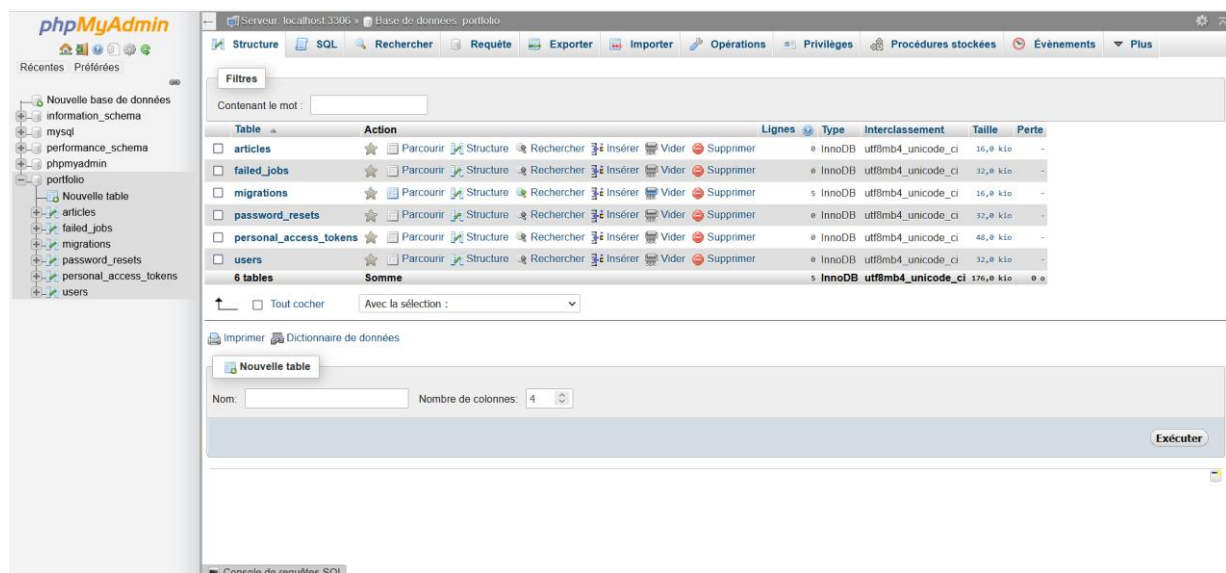 phpMyAdmin
Récentes Préférées
Nouvelle base de données
information_schema
mysql
performance_schema
phpmyadmin
portfolio
Nouvelle table
articles
failed_jobs
migrations
password_resets
personal_access_tokens
users
Serveur: localhost:3306 » Base de données: portfolio
Structure SQL Rechercher Requête Exporter Importer Opérations Privilèges Procédures stockées Évènements Plus
Filtres
Contenant le mot :
Table Action Lignes Type Interclassement Taille Perte
articles Parcourir Structure Rechercher Insérer Vider Supprimer 0 InnoDB utf8mb4_unicode_ci 16,0 kio -
failed_jobs Parcourir Structure Rechercher Insérer Vider Supprimer 0 InnoDB utf8mb4_unicode_ci 32,0 kio -
migrations Parcourir Structure Rechercher Insérer Vider Supprimer 5 InnoDB utf8mb4_unicode_ci 16,0 kio -
password_resets Parcourir Structure Rechercher Insérer Vider Supprimer 0 InnoDB utf8mb4_unicode_ci 32,0 kio -
personal_access_tokens Parcourir Structure Rechercher Insérer Vider Supprimer 0 InnoDB utf8mb4_unicode_ci 48,0 kio -
users Parcourir Structure Rechercher Insérer Vider Supprimer 0 InnoDB utf8mb4_unicode_ci 32,0 kio -
6 tables Somme 5 InnoDB utf8mb4_unicode_ci 176,0 kio 0 o
Tout cocher Avec la sélection :
Imprimer Dictionnaire de données
Nouvelle table
Nom: Nombre de colonnes: 4
Exécuter
Console de requêtes SQL